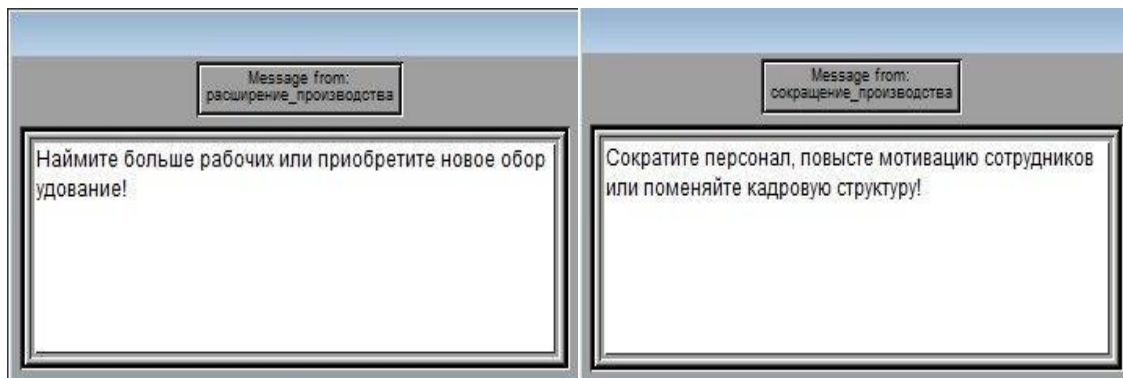 Message from:
расширение_производства
Наймите больше рабочих или приобретите новое обор
удование!
Message from:
сокращение_производства
Сократите персонал, повысте мотивацию сотрудников
или поменяйте кадровую структуру!